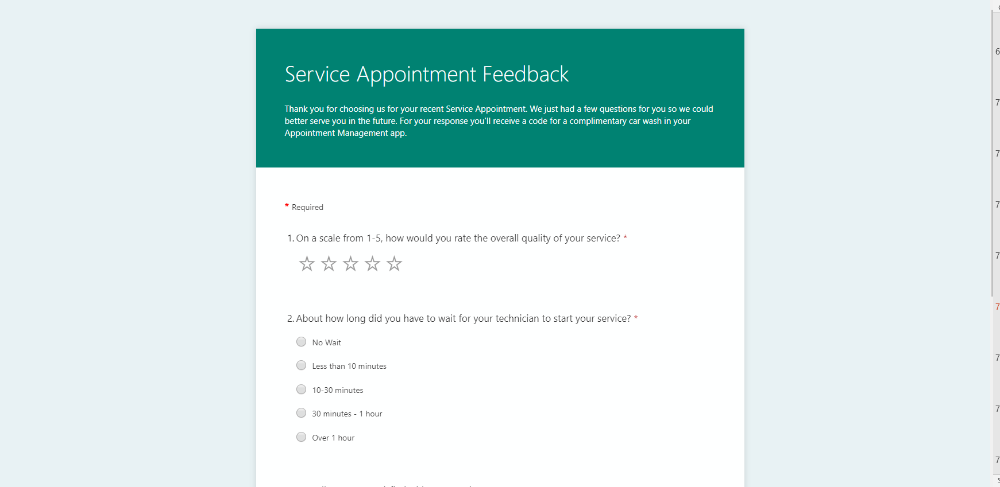 Service Appointment Feedback
Thank you for choosing us for your recent Service Appointment. We just had a few questions for you so we could
better serve you in the future. For your response you'll receive a code for a complimentary car wash in your
Appointment Management app.
* Required
1. On a scale from 1-5, how would you rate the overall quality of your service? *
2. About how long did you have to wait for your technician to start your service? *
No Wait
Less than 10 minutes
10-30 minutes
30 minutes - 1 hour
Over 1 hour
6
7
7
7
7
7
7
7
7